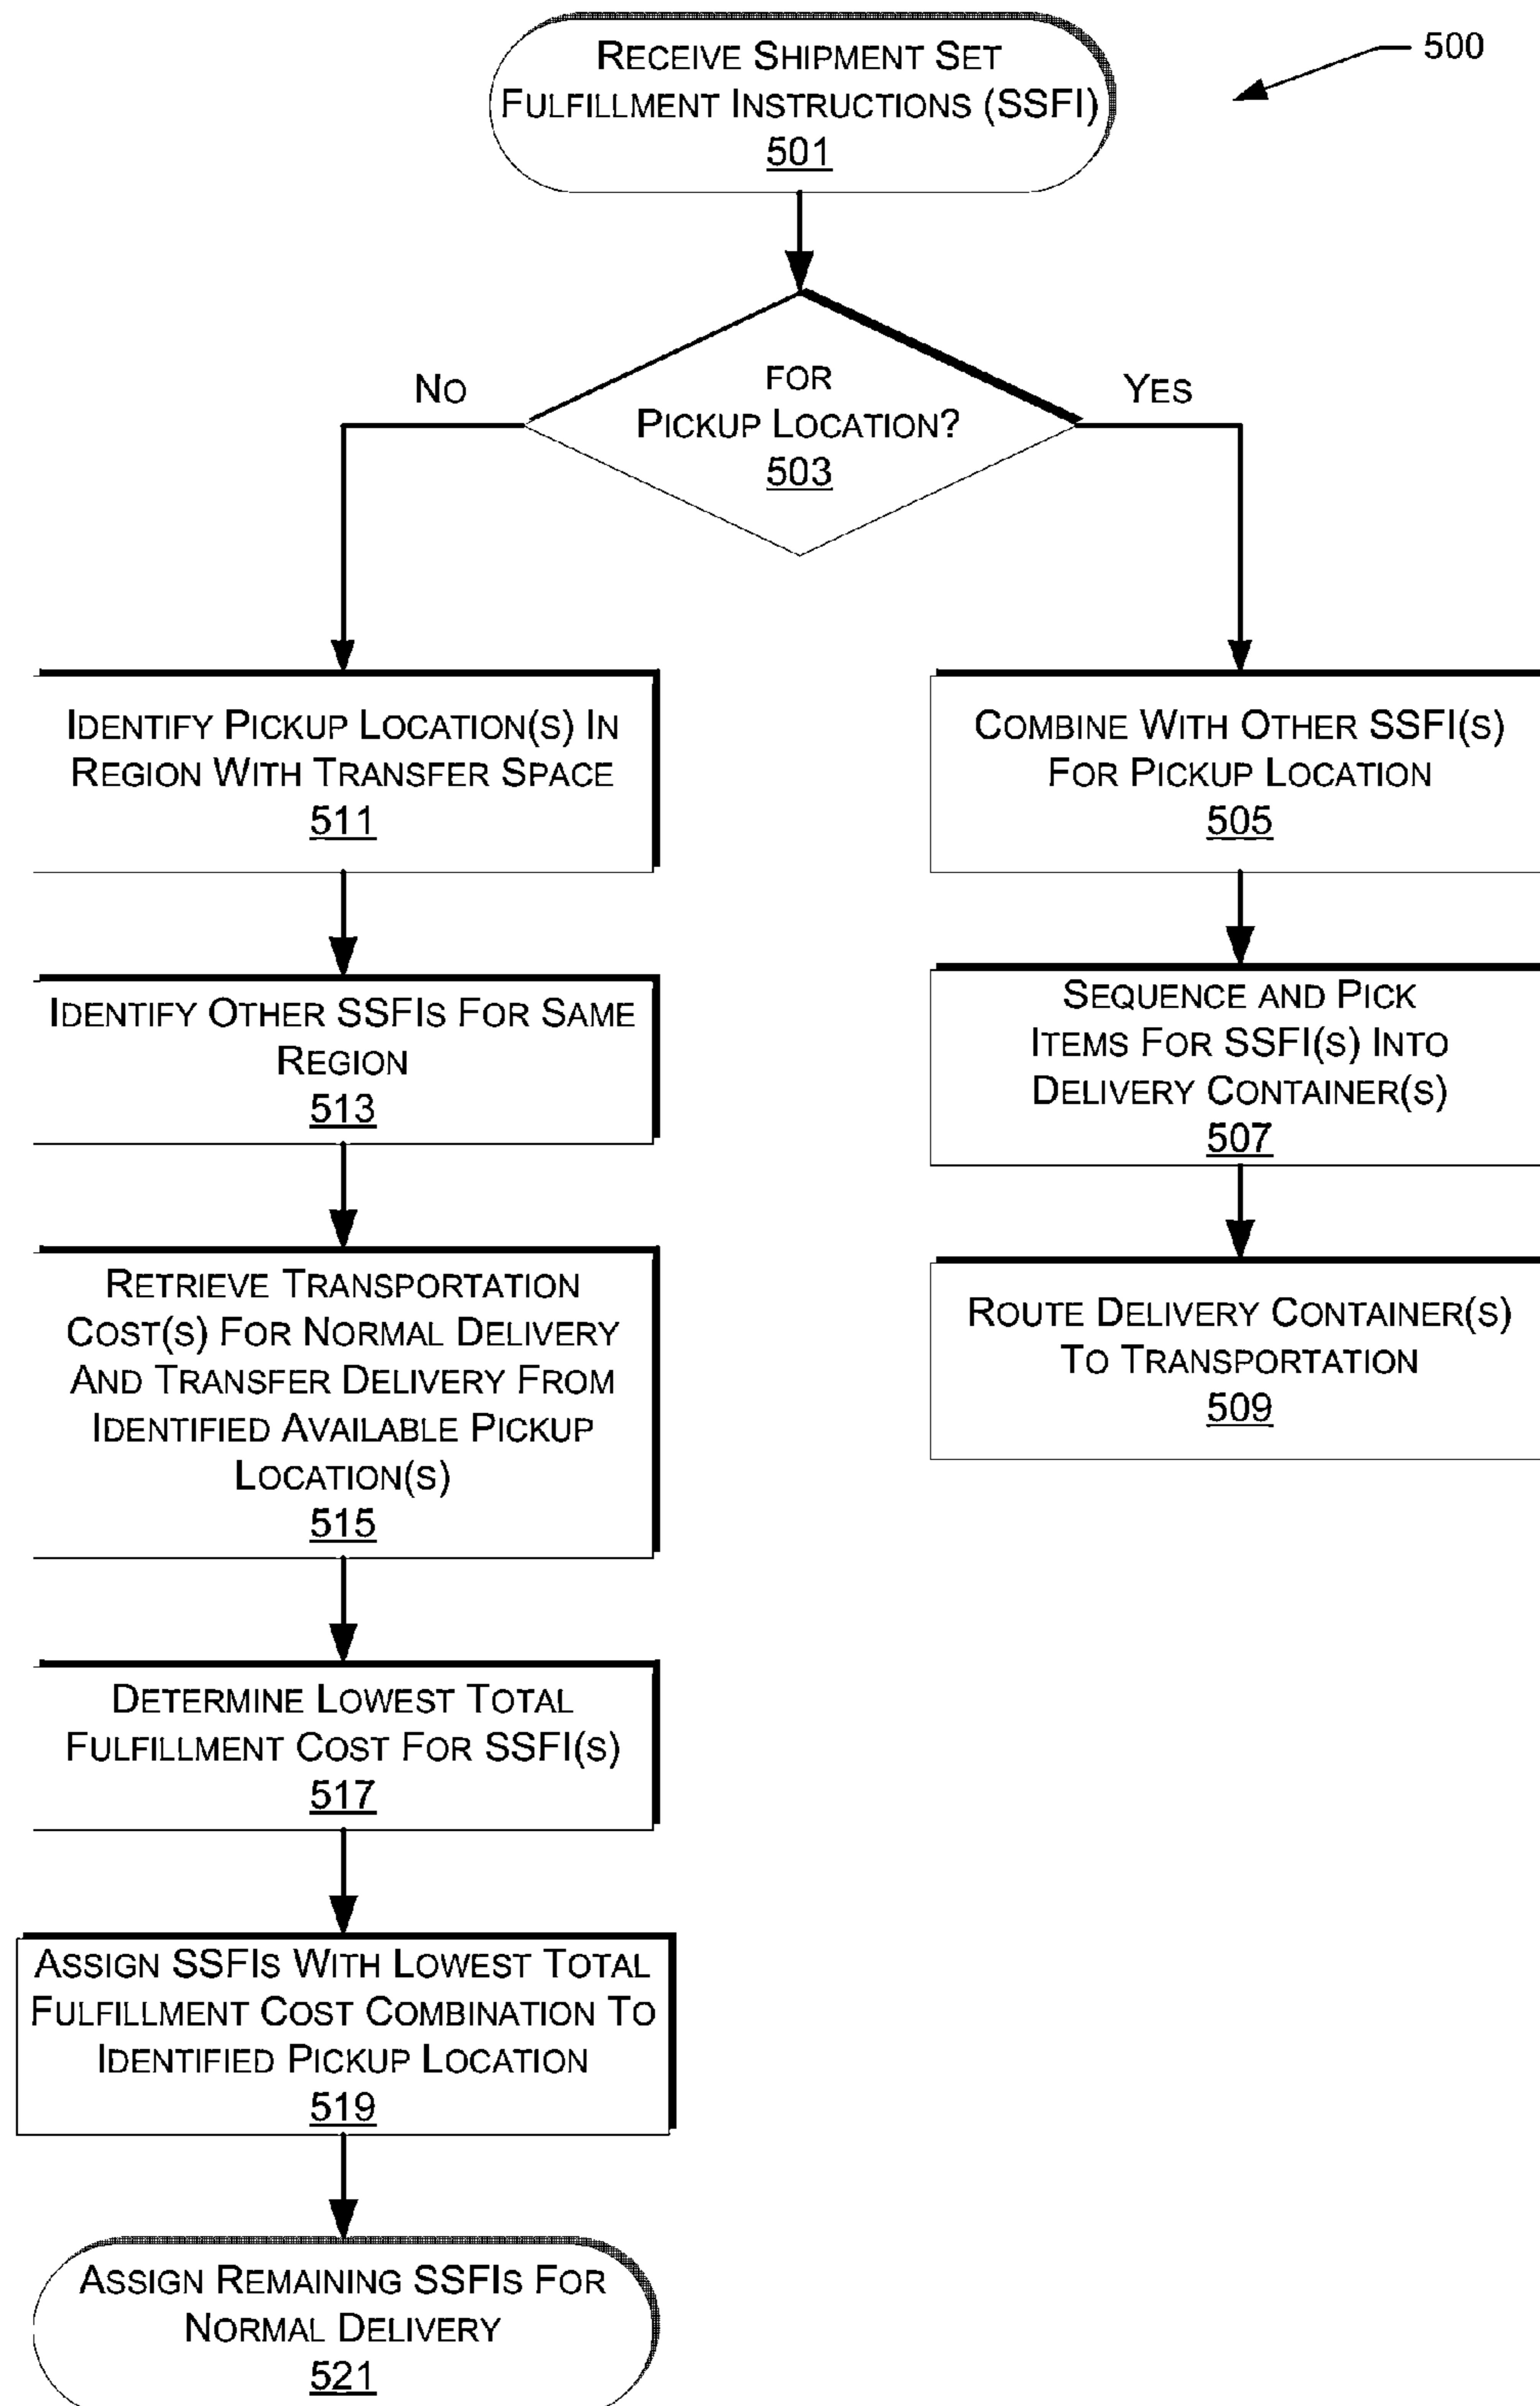 RECEIVE SHIPMENT SET
FULFILLMENT INSTRUCTIONS (SSFI)
501
500
FOR
PICKUP LOCATION?
503
NO
YES
IDENTIFY PICKUP LOCATION(S) IN
REGION WITH TRANSFER SPACE
511
IDENTIFY OTHER SSFIS FOR SAME
REGION
513
RETRIEVE TRANSPORTATION
COST(S) FOR NORMAL DELIVERY
AND TRANSFER DELIVERY FROM
IDENTIFIED AVAILABLE PICKUP
LOCATION(S)
515
DETERMINE LOWEST TOTAL
FULFILLMENT COST FOR SSFI(S)
517
ASSIGN SSFIS WITH LOWEST TOTAL
FULFILLMENT COST COMBINATION TO
IDENTIFIED PICKUP LOCATION
519
ASSIGN REMAINING SSFIS FOR
NORMAL DELIVERY
521
COMBINE WITH OTHER SSFI(S)
FOR PICKUP LOCATION
505
SEQUENCE AND PICK
ITEMS FOR SSFI(S) INTO
DELIVERY CONTAINER(S)
507
ROUTE DELIVERY CONTAINER(S)
TO TRANSPORTATION
509